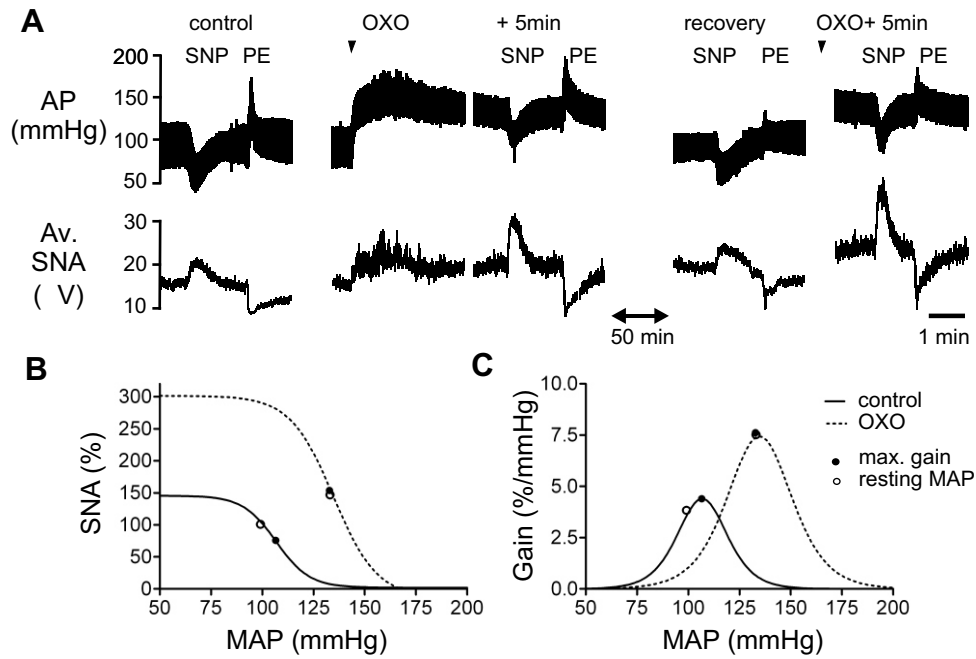 A
control
OXO
+ 5min
recovery
OXO+ 5min
SNP PE
SNP PE
SNP PE
SNP PE
AP
(mmHg)
200
150
100
50
Av.
SNA
( V)
30
20
10
50 min
1 min
B
SNA (%)
300
250
200
150
100
50
0
50 75 100 125 150 175 200
MAP (mmHg)
C
Gain (%/mmHg)
10.0
7.5
5.0
2.5
0.0
50 75 100 125 150 175 200
MAP (mmHg)
control
OXO
max. gain
resting MAP